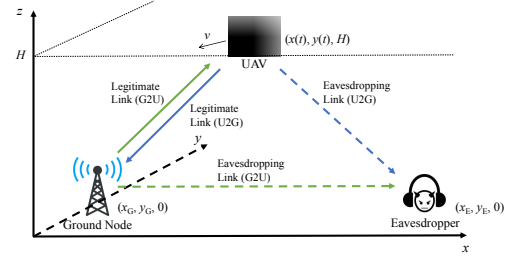 z
v
(x(t), y(t), H)
H
UAV
Legitimate
Link (G2U)
Legitimate
Link (U2G)
Eavesdropping
Link (U2G)
y
Eavesdropping
Link (G2U)
(xG, yG, 0)
Ground Node
(xE, yE, 0)
Eavesdropper
x